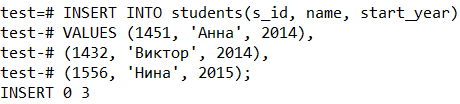 test=# INSERT INTO students(s_id, name, start_year)
test-# VALUES (1451, 'Анна', 2014),
test-# (1432, 'Виктор', 2014),
test-# (1556, 'Нина', 2015);
INSERT 0 3